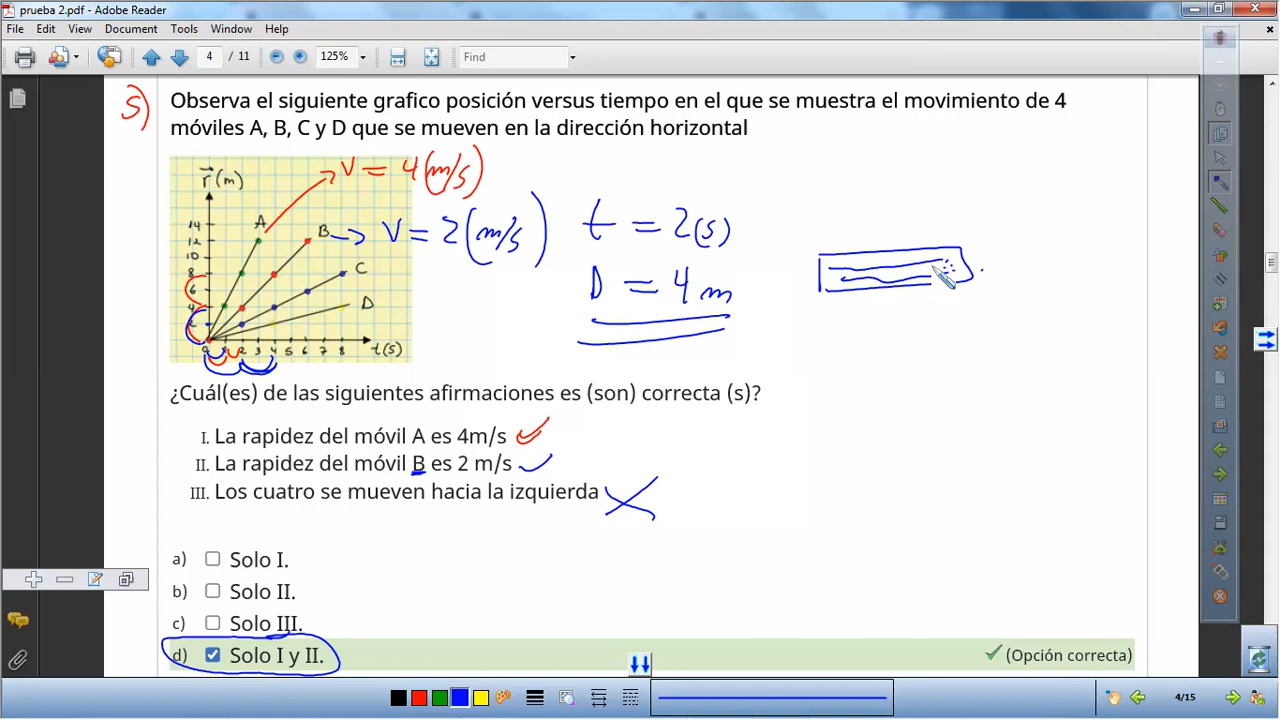 prueba 2.pdf - Adobe Reader
File Edit View Document Tools Window Help
4 / 11 125% Find
5)
Observa el siguiente grafico posición versus tiempo en el que se muestra el movimiento de 4
móviles A, B, C y D que se mueven en la dirección horizontal
r (m)
V = 4 (m/s)
A
B
V = 2 (m/s)
C
D
14
12
10
8
6
4
2
0 1 2 3 4 5 6 7 8 t(s)
t = 2(s)
D = 4 m
¿Cuál(es) de las siguientes afirmaciones es (son) correcta (s)?
I. La rapidez del móvil A es 4m/s
II. La rapidez del móvil B es 2 m/s
III. Los cuatro se mueven hacia la izquierda
a) Solo I.
b) Solo II.
c) Solo III.
d) Solo I y II. (Opción correcta)
4/15